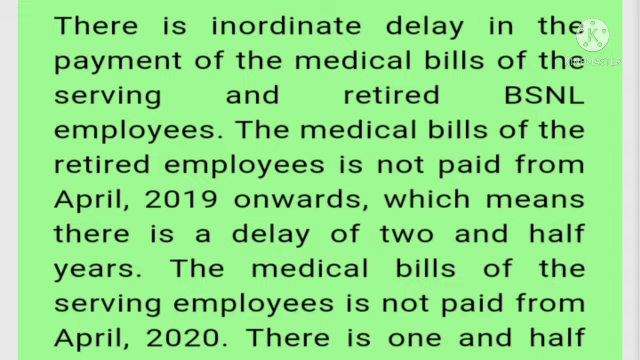 There is inordinate delay in the
payment of the medical bills of the
serving and retired BSNL
employees. The medical bills of the
retired employees is not paid from
April, 2019 onwards, which means
there is a delay of two and half
years. The medical bills of the
serving employees is not paid from
April, 2020. There is one and half
K
KINEMASTER